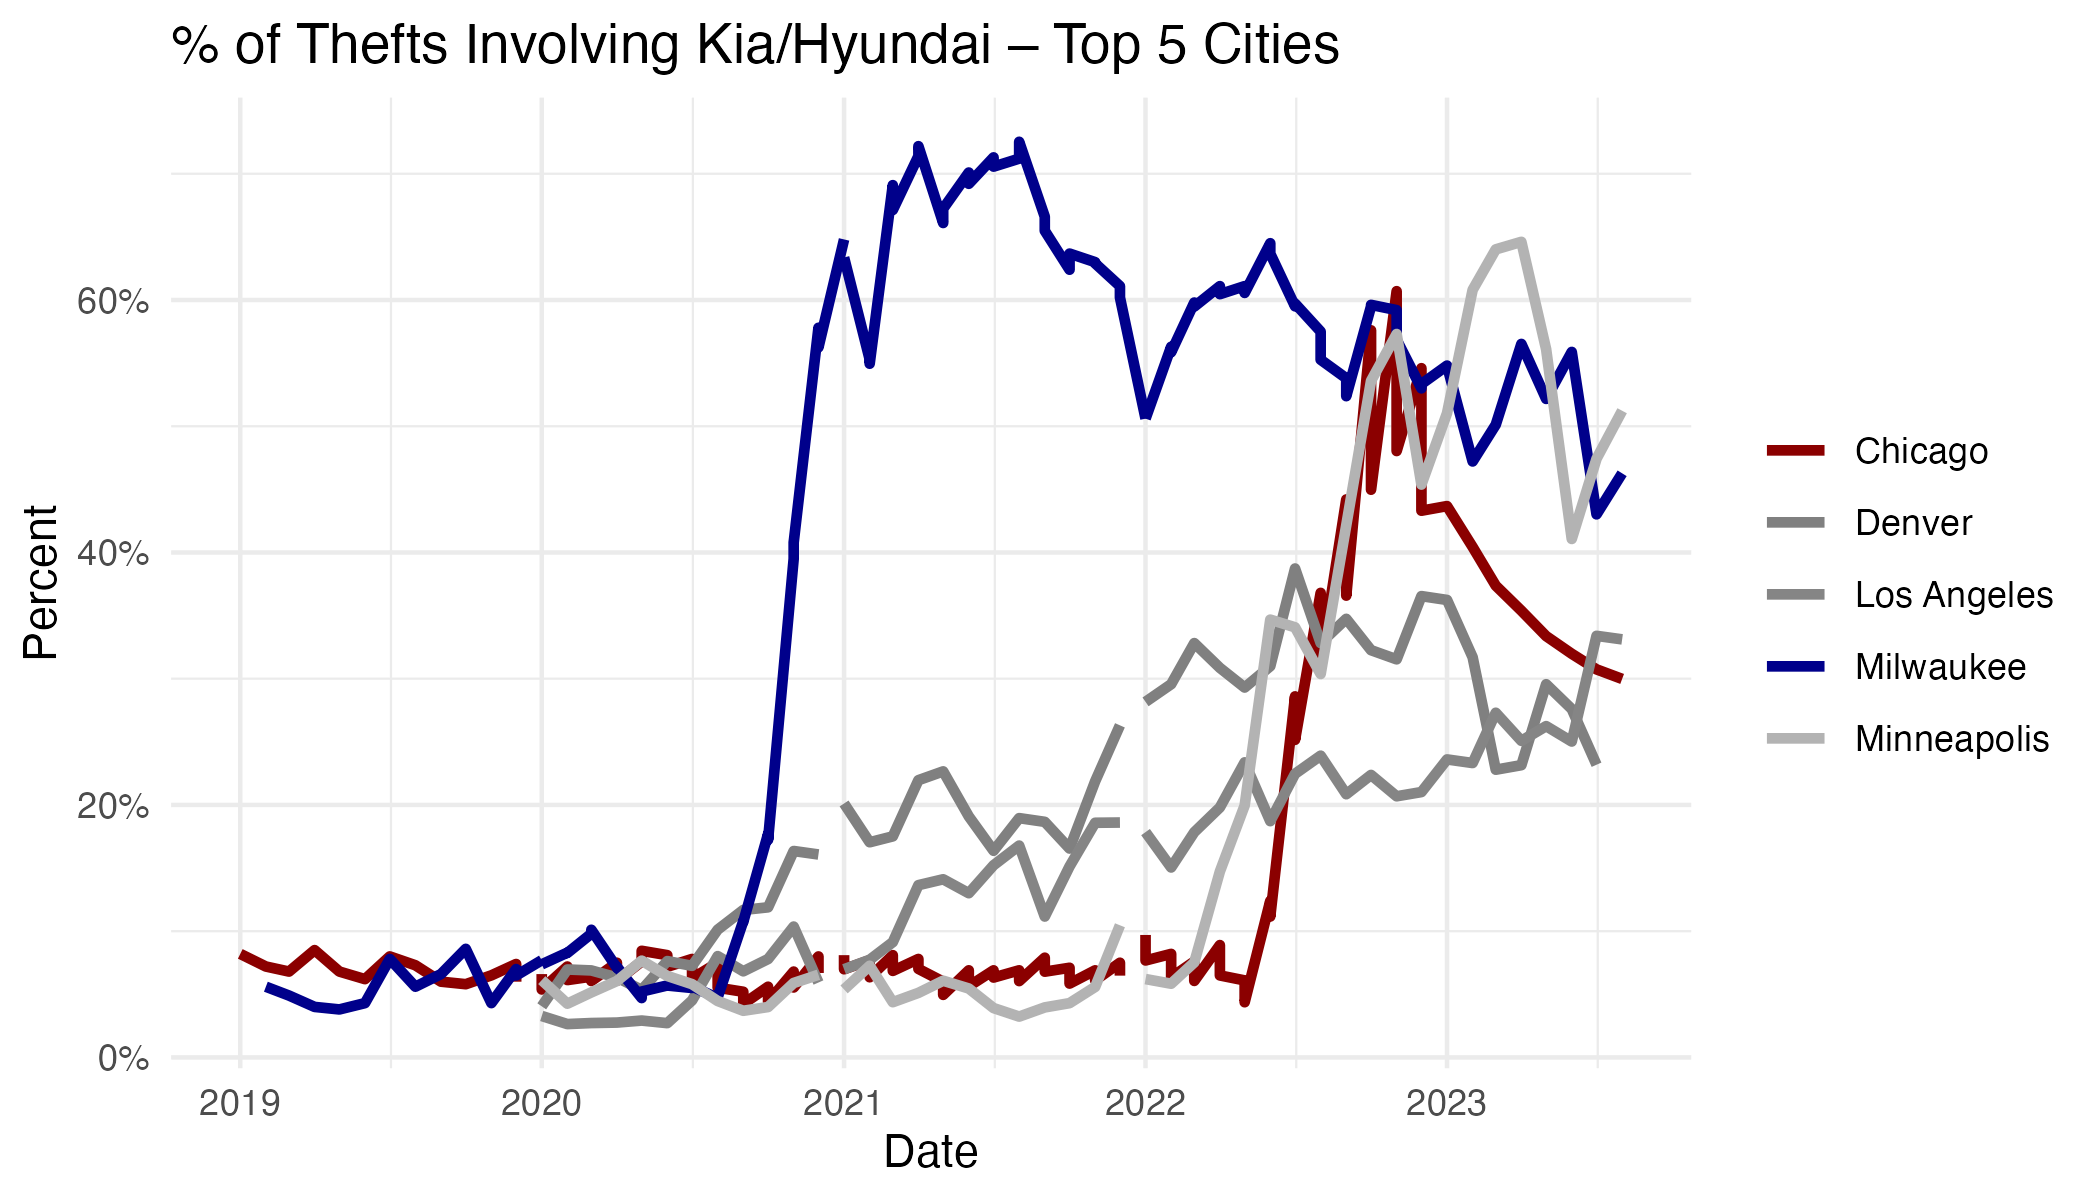 % of Thefts Involving Kia/Hyundai – Top 5 Cities
Percent
60%
40%
20%
0%
2019 2020 2021 2022 2023
Date
Chicago
Denver
Los Angeles
Milwaukee
Minneapolis